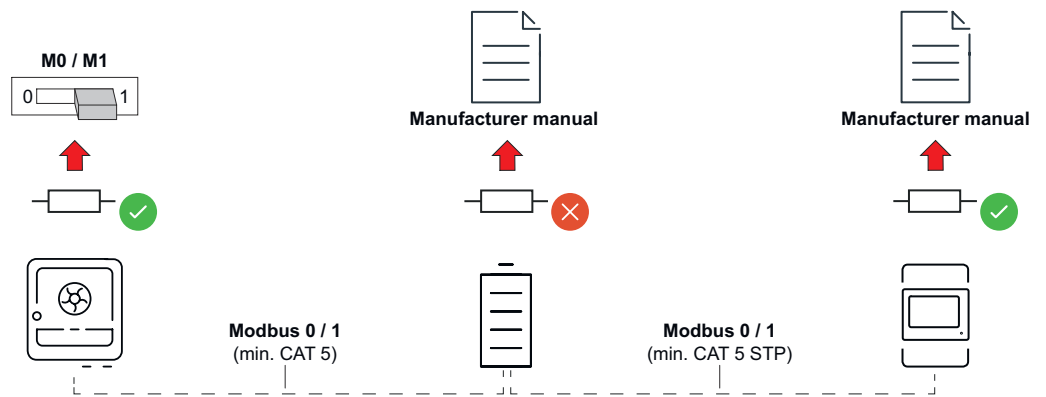 M0 / M1
0 1
Manufacturer manual
Manufacturer manual
Modbus 0 / 1
(min. CAT 5)
Modbus 0 / 1
(min. CAT 5 STP)